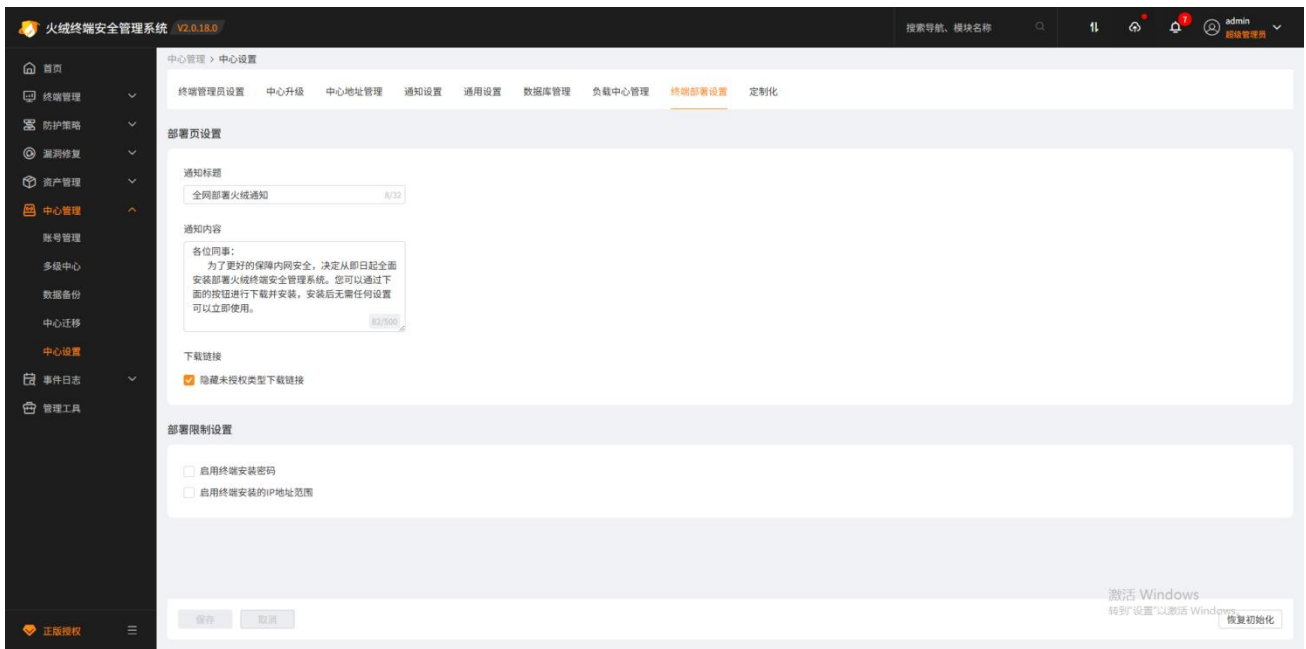 火绒终端安全管理系统 V2.0.18.0
搜索导航、模块名称
7
admin
超级管理员
首页
终端管理
防护策略
漏洞修复
资产管理
中心管理
账号管理
多级中心
数据备份
中心迁移
中心设置
事件日志
管理工具
正版授权
中心管理 > 中心设置
终端管理员设置 中心升级 中心地址管理 通知设置 通用设置 数据库管理 负载中心管理 终端部署设置 定制化
部署页设置
通知标题
全网部署火绒通知 8/32
通知内容
各位同事：
为了更好的保障内网安全，决定从即日起全面
安装部署火绒终端安全管理系统。您可以通过下
面的按钮进行下载并安装，安装后无需任何设置
可以立即使用。
82/500
下载链接
隐藏未授权类型下载链接
部署限制设置
启用终端安装密码
启用终端安装的IP地址范围
激活 Windows
转到"设置"以激活 Windows。
保存 取消 恢复初始化